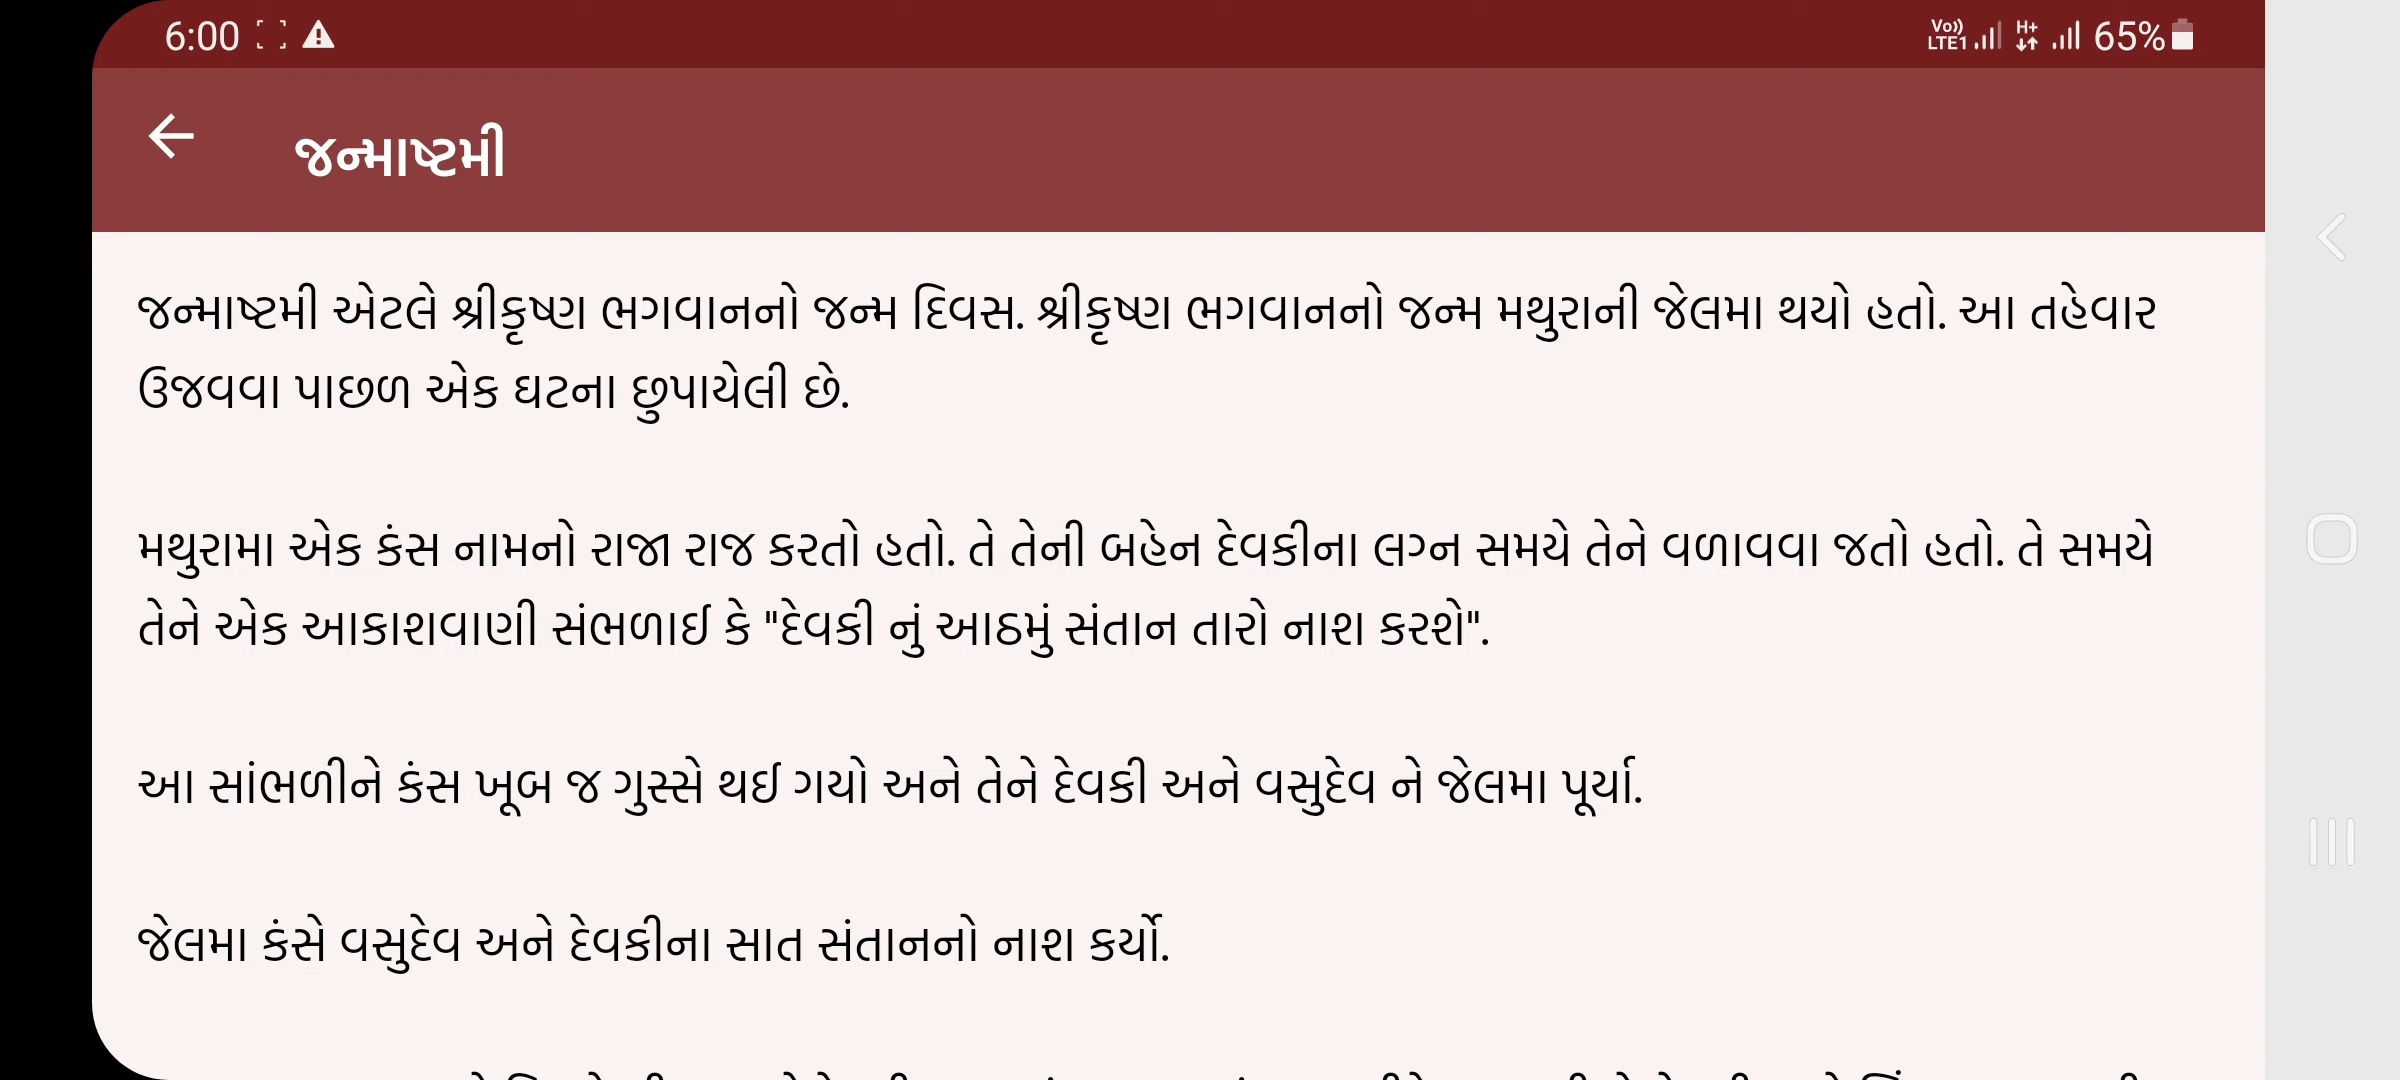 6:00
Vo)) LTE1 H+ 65%
જન્માષ્ટમી
જન્માષ્ટમી એટલે શ્રીકૃષ્ણ ભગવાનનો જન્મ દિવસ. શ્રીકૃષ્ણ ભગવાનનો જન્મ મથુરાની જેલમા થયો હતો. આ તહેવાર
ઉજવવા પાછળ એક ઘટના છુપાયેલી છે.
મથુરામા એક કંસ નામનો રાજા રાજ કરતો હતો. તે તેની બહેન દેવકીના લગ્ન સમયે તેને વળાવવા જતો હતો. તે સમયે
તેને એક આકાશવાણી સંભળાઈ કે "દેવકી નું આઠમું સંતાન તારો નાશ કરશે".
આ સાંભળીને કંસ ખૂબ જ ગુસ્સે થઈ ગયો અને તેને દેવકી અને વસુદેવ ને જેલમા પૂર્યા.
જેલમા કંસે વસુદેવ અને દેવકીના સાત સંતાનનો નાશ કર્યો.